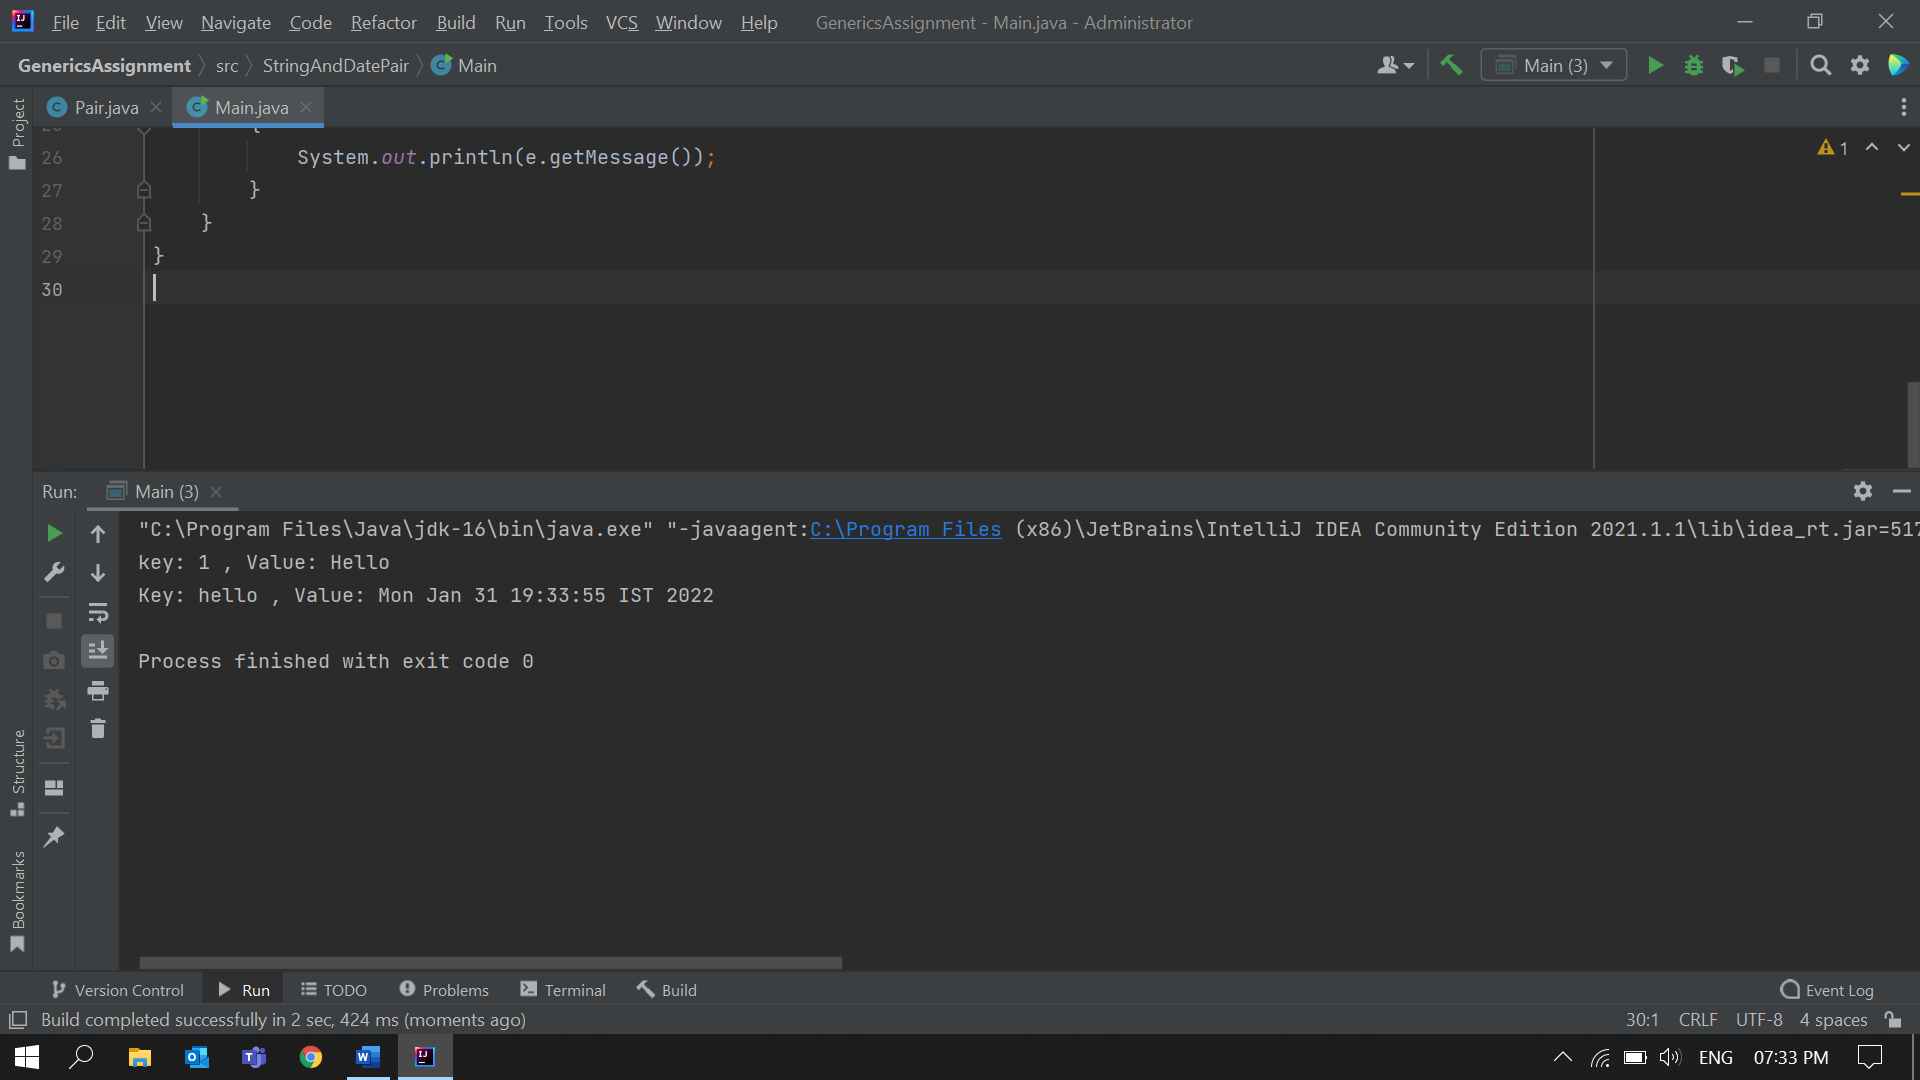 File Edit View Navigate Code Refactor Build Run Tools VCS Window Help GenericsAssignment - Main.java - Administrator
GenericsAssignment src StringAndDatePair Main Main (3)
Project
Pair.java Main.java
{
26 System.out.println(e.getMessage());
1
27 }
28 }
29 }
30
Run: Main (3)
"C:\Program Files\Java\jdk-16\bin\java.exe" "-javaagent:C:\Program Files (x86)\JetBrains\IntelliJ IDEA Community Edition 2021.1.1\lib\idea_rt.jar=517
key: 1 , Value: Hello
Key: hello , Value: Mon Jan 31 19:33:55 IST 2022
Process finished with exit code 0
Structure
Bookmarks
Version Control Run TODO Problems Terminal Build Event Log
Build completed successfully in 2 sec, 424 ms (moments ago) 30:1 CRLF UTF-8 4 spaces
ENG 07:33 PM